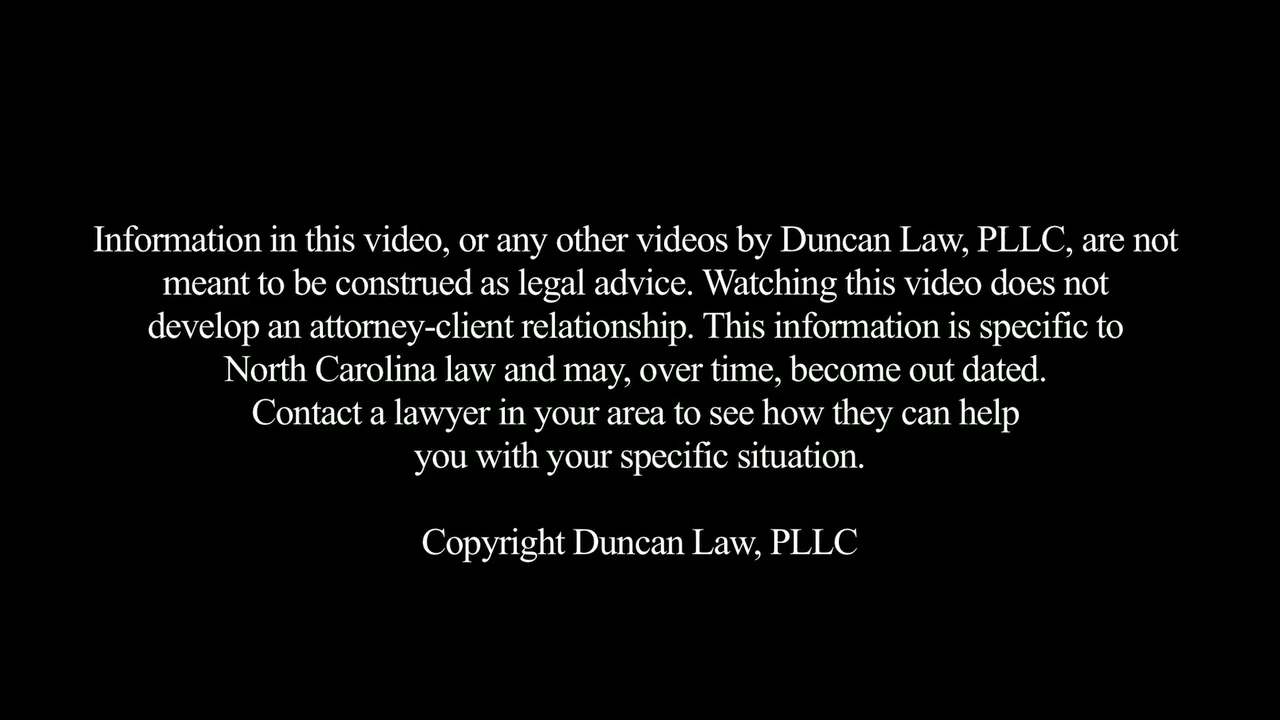 Information in this video, or any other videos by Duncan Law, PLLC, are not
meant to be construed as legal advice. Watching this video does not
develop an attorney-client relationship. This information is specific to
North Carolina law and may, over time, become out dated.
Contact a lawyer in your area to see how they can help
you with your specific situation.
Copyright Duncan Law, PLLC